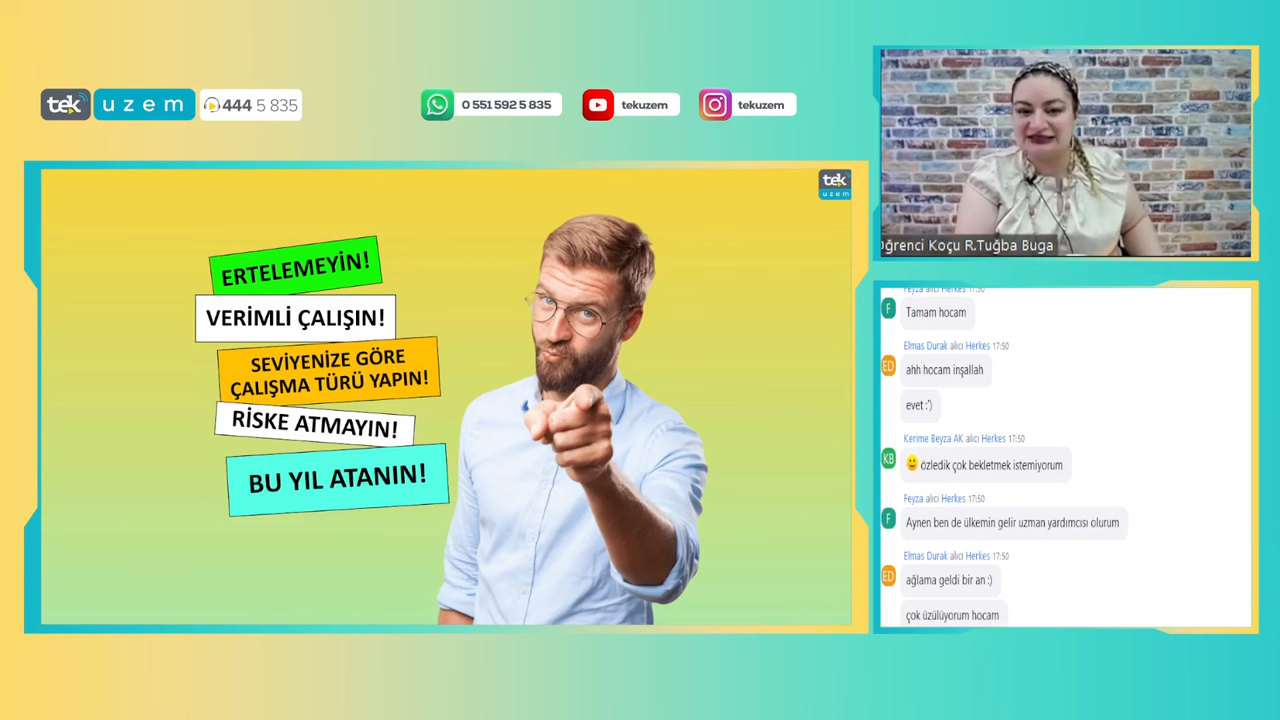 tek uzem 444 5 835
0 551 592 5 835
tekuzem
tekuzem
tek
uzem
ERTELEMEYİN!
VERİMLİ ÇALIŞIN!
SEVİYENİZE GÖRE
ÇALIŞMA TÜRÜ YAPIN!
RİSKE ATMAYIN!
BU YIL ATANIN!
Öğrenci Koçu R.Tuğba Buga
Feyza alıcı Herkes 17:50
F
Tamam hocam
Elmas Durak alıcı Herkes 17:50
ED
ahh hocam inşallah
evet :')
Kerime Beyza AK alıcı Herkes 17:50
KB
özledik çok bekletmek istemiyorum
Feyza alıcı Herkes 17:50
F
Aynen ben de ülkemin gelir uzman yardımcısı olurum
Elmas Durak alıcı Herkes 17:50
ED
ağlama geldi bir an :)
çok üzülüyorum hocam